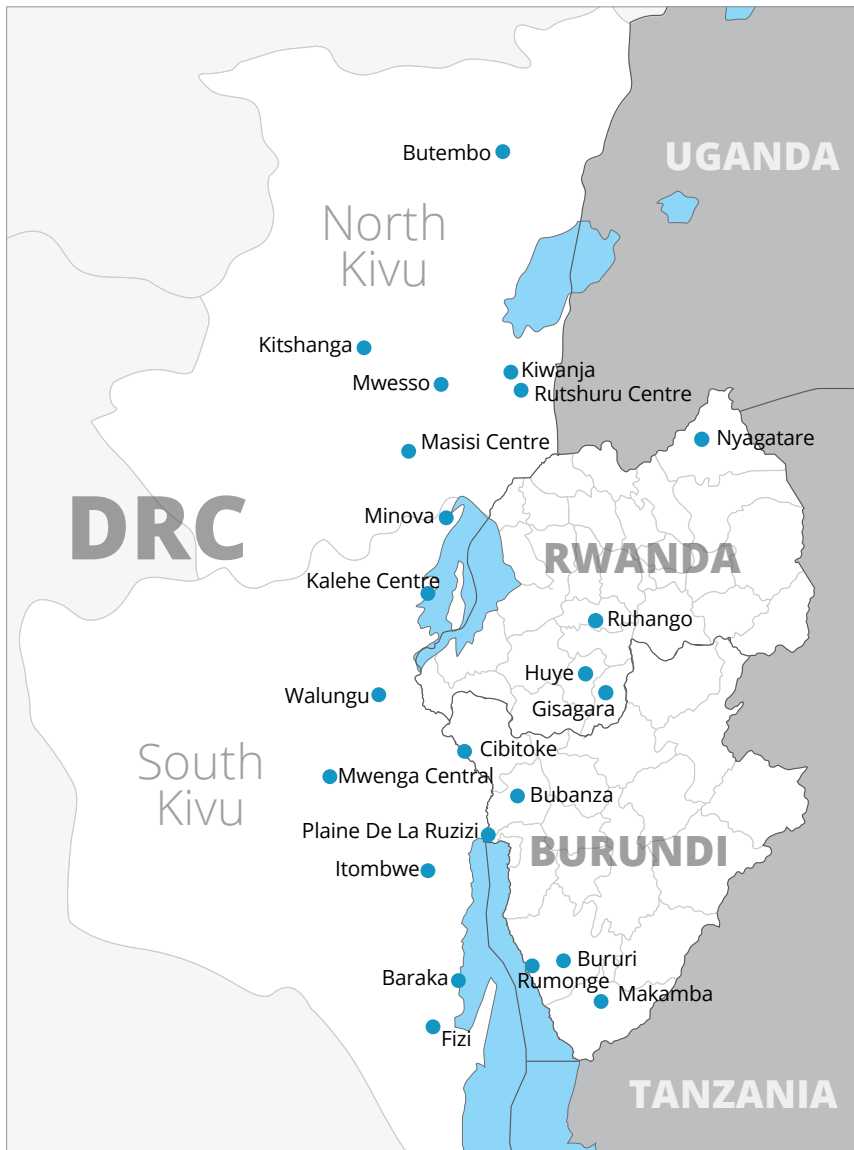 Butembo
UGANDA
North
Kivu
Kitshanga
Kiwanja
Mwesso
Rutshuru Centre
Nyagatare
Masisi Centre
DRC
Minova
RWANDA
Kalehe Centre
Ruhango
Huye
Walungu
Gisagara
Cibitoke
South
Kivu
Mwenga Central
Bubanza
Plaine De La Ruzizi
BURUNDI
Itombwe
Bururi
Baraka
Rumonge
Makamba
Fizi
TANZANIA